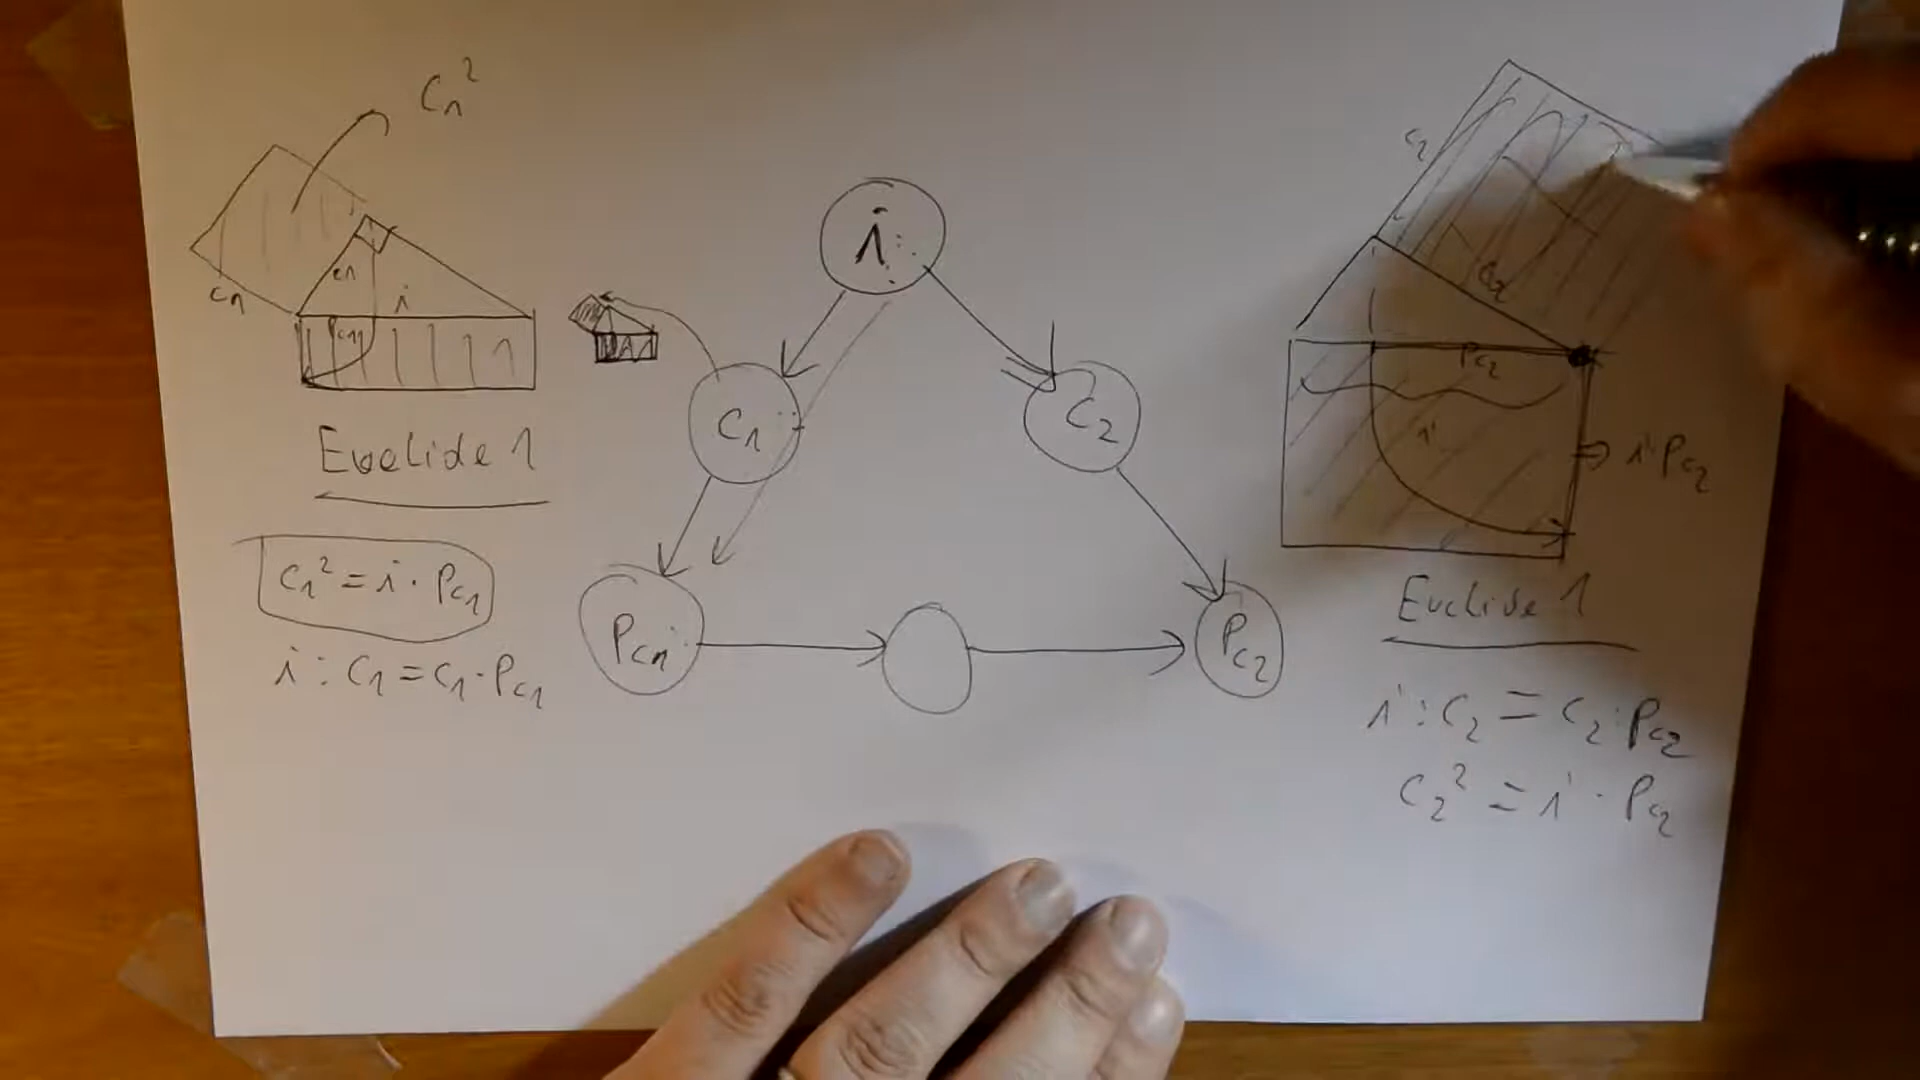 c₁²
c₁
c₁
i
Pc₁
Euclide 1
c₁² = i · Pc₁
i : c₁ = c₁ · Pc₁
i :
c₁ :
c₂
Pc₁ :
Pc₂
c₂
c₂
Pc₂
i
i · Pc₂
Euclide 1
i : c₂ = c₂ : Pc₂
c₂² = i · Pc₂